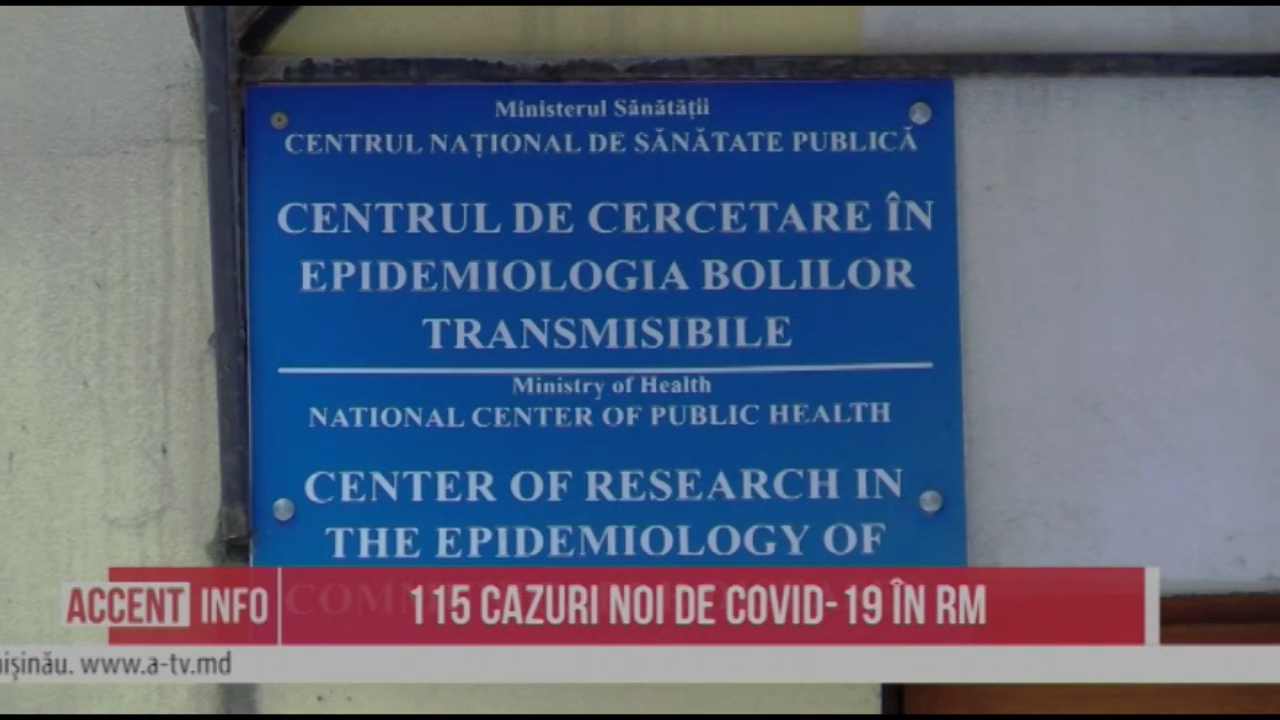 Ministerul Sănătății
CENTRUL NAȚIONAL DE SĂNĂTATE PUBLICĂ
CENTRUL DE CERCETARE ÎN
EPIDEMIOLOGIA BOLILOR
TRANSMISIBILE
Ministry of Health
NATIONAL CENTER OF PUBLIC HEALTH
CENTER OF RESEARCH IN
THE EPIDEMIOLOGY OF
ACCENT INFO
115 CAZURI NOI DE COVID-19 ÎN RM
www.a-tv.md